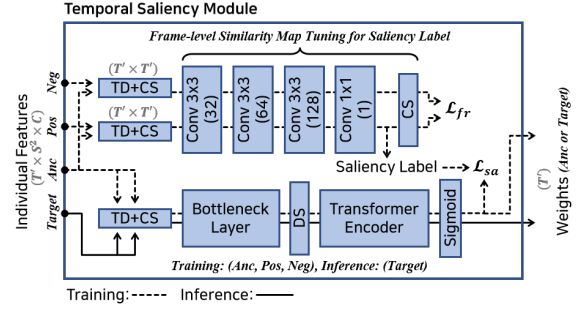 Temporal Saliency Module
Frame-level Similarity Map Tuning for Saliency Label
Individual Features
(T' × S² × C)
Neg
Pos
Anc
Target
(T' × T')
TD+CS
(T' × T')
TD+CS
Conv 3x3
(32)
Conv 3x3
(64)
Conv 3x3
(128)
Conv 1x1
(1)
CS
ℒfr
Saliency Label
ℒsa
TD+CS
Bottleneck
Layer
DS
Transformer
Encoder
Sigmoid
(T')
Weights (Anc or Target)
Training: (Anc, Pos, Neg), Inference: (Target)
Training:
Inference: